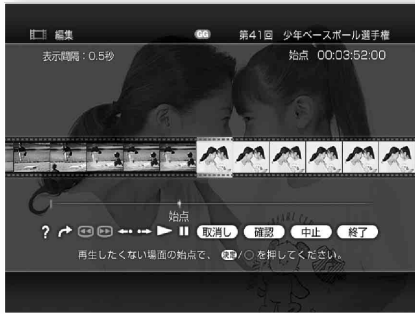 編集 GG 第41回 少年ベースボール選手権
表示間隔：0.5秒 始点 00:03:52:00
始点
? 取消し 確認 中止 終了
再生したくない場面の始点で、 決定/○ を押してください。